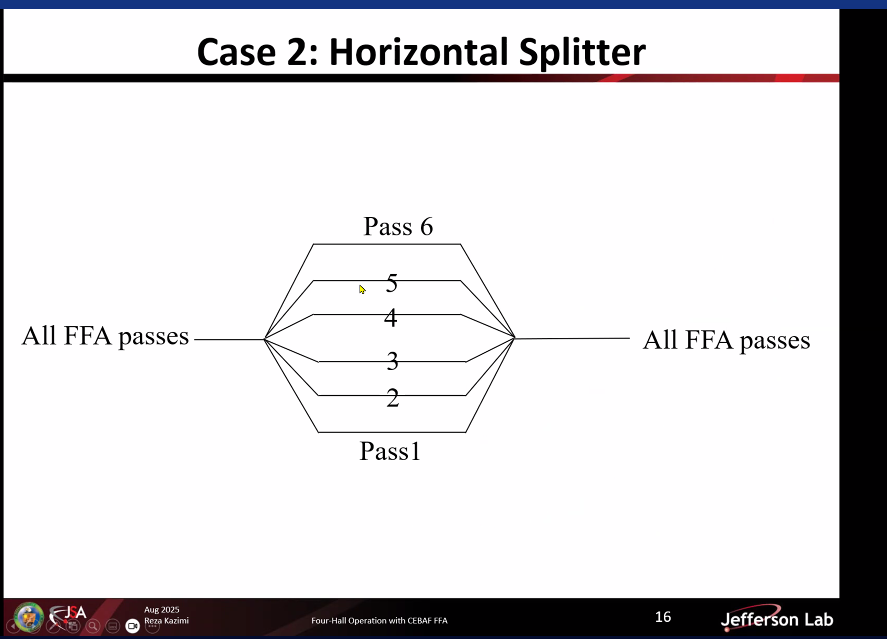 Case 2: Horizontal Splitter
Pass 6
5
4
All FFA passes
All FFA passes
3
2
Pass1
JSA
Aug 2025
Reza Kazimi
Four-Hall Operation with CEBAF FFA
16
Jefferson Lab